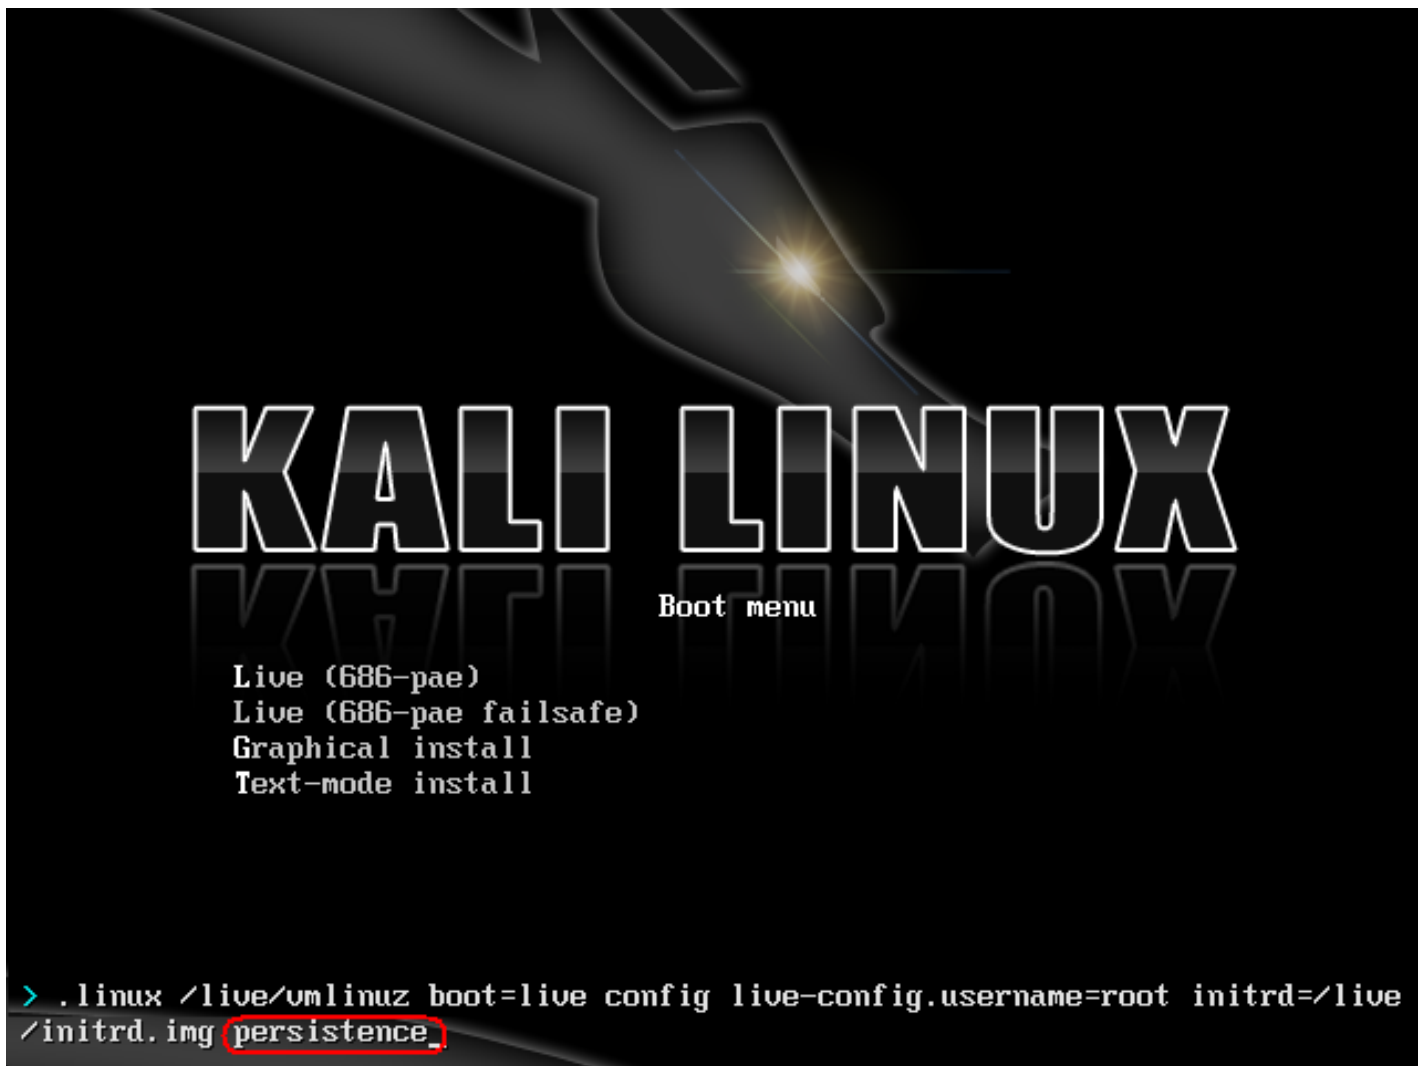 KALI LINUX
Boot menu
Live (686-pae)
Live (686-pae failsafe)
Graphical install
Text-mode install
> .linux /live/vmlinuz boot=live config live-config.username=root initrd=/live
/initrd.img persistence_